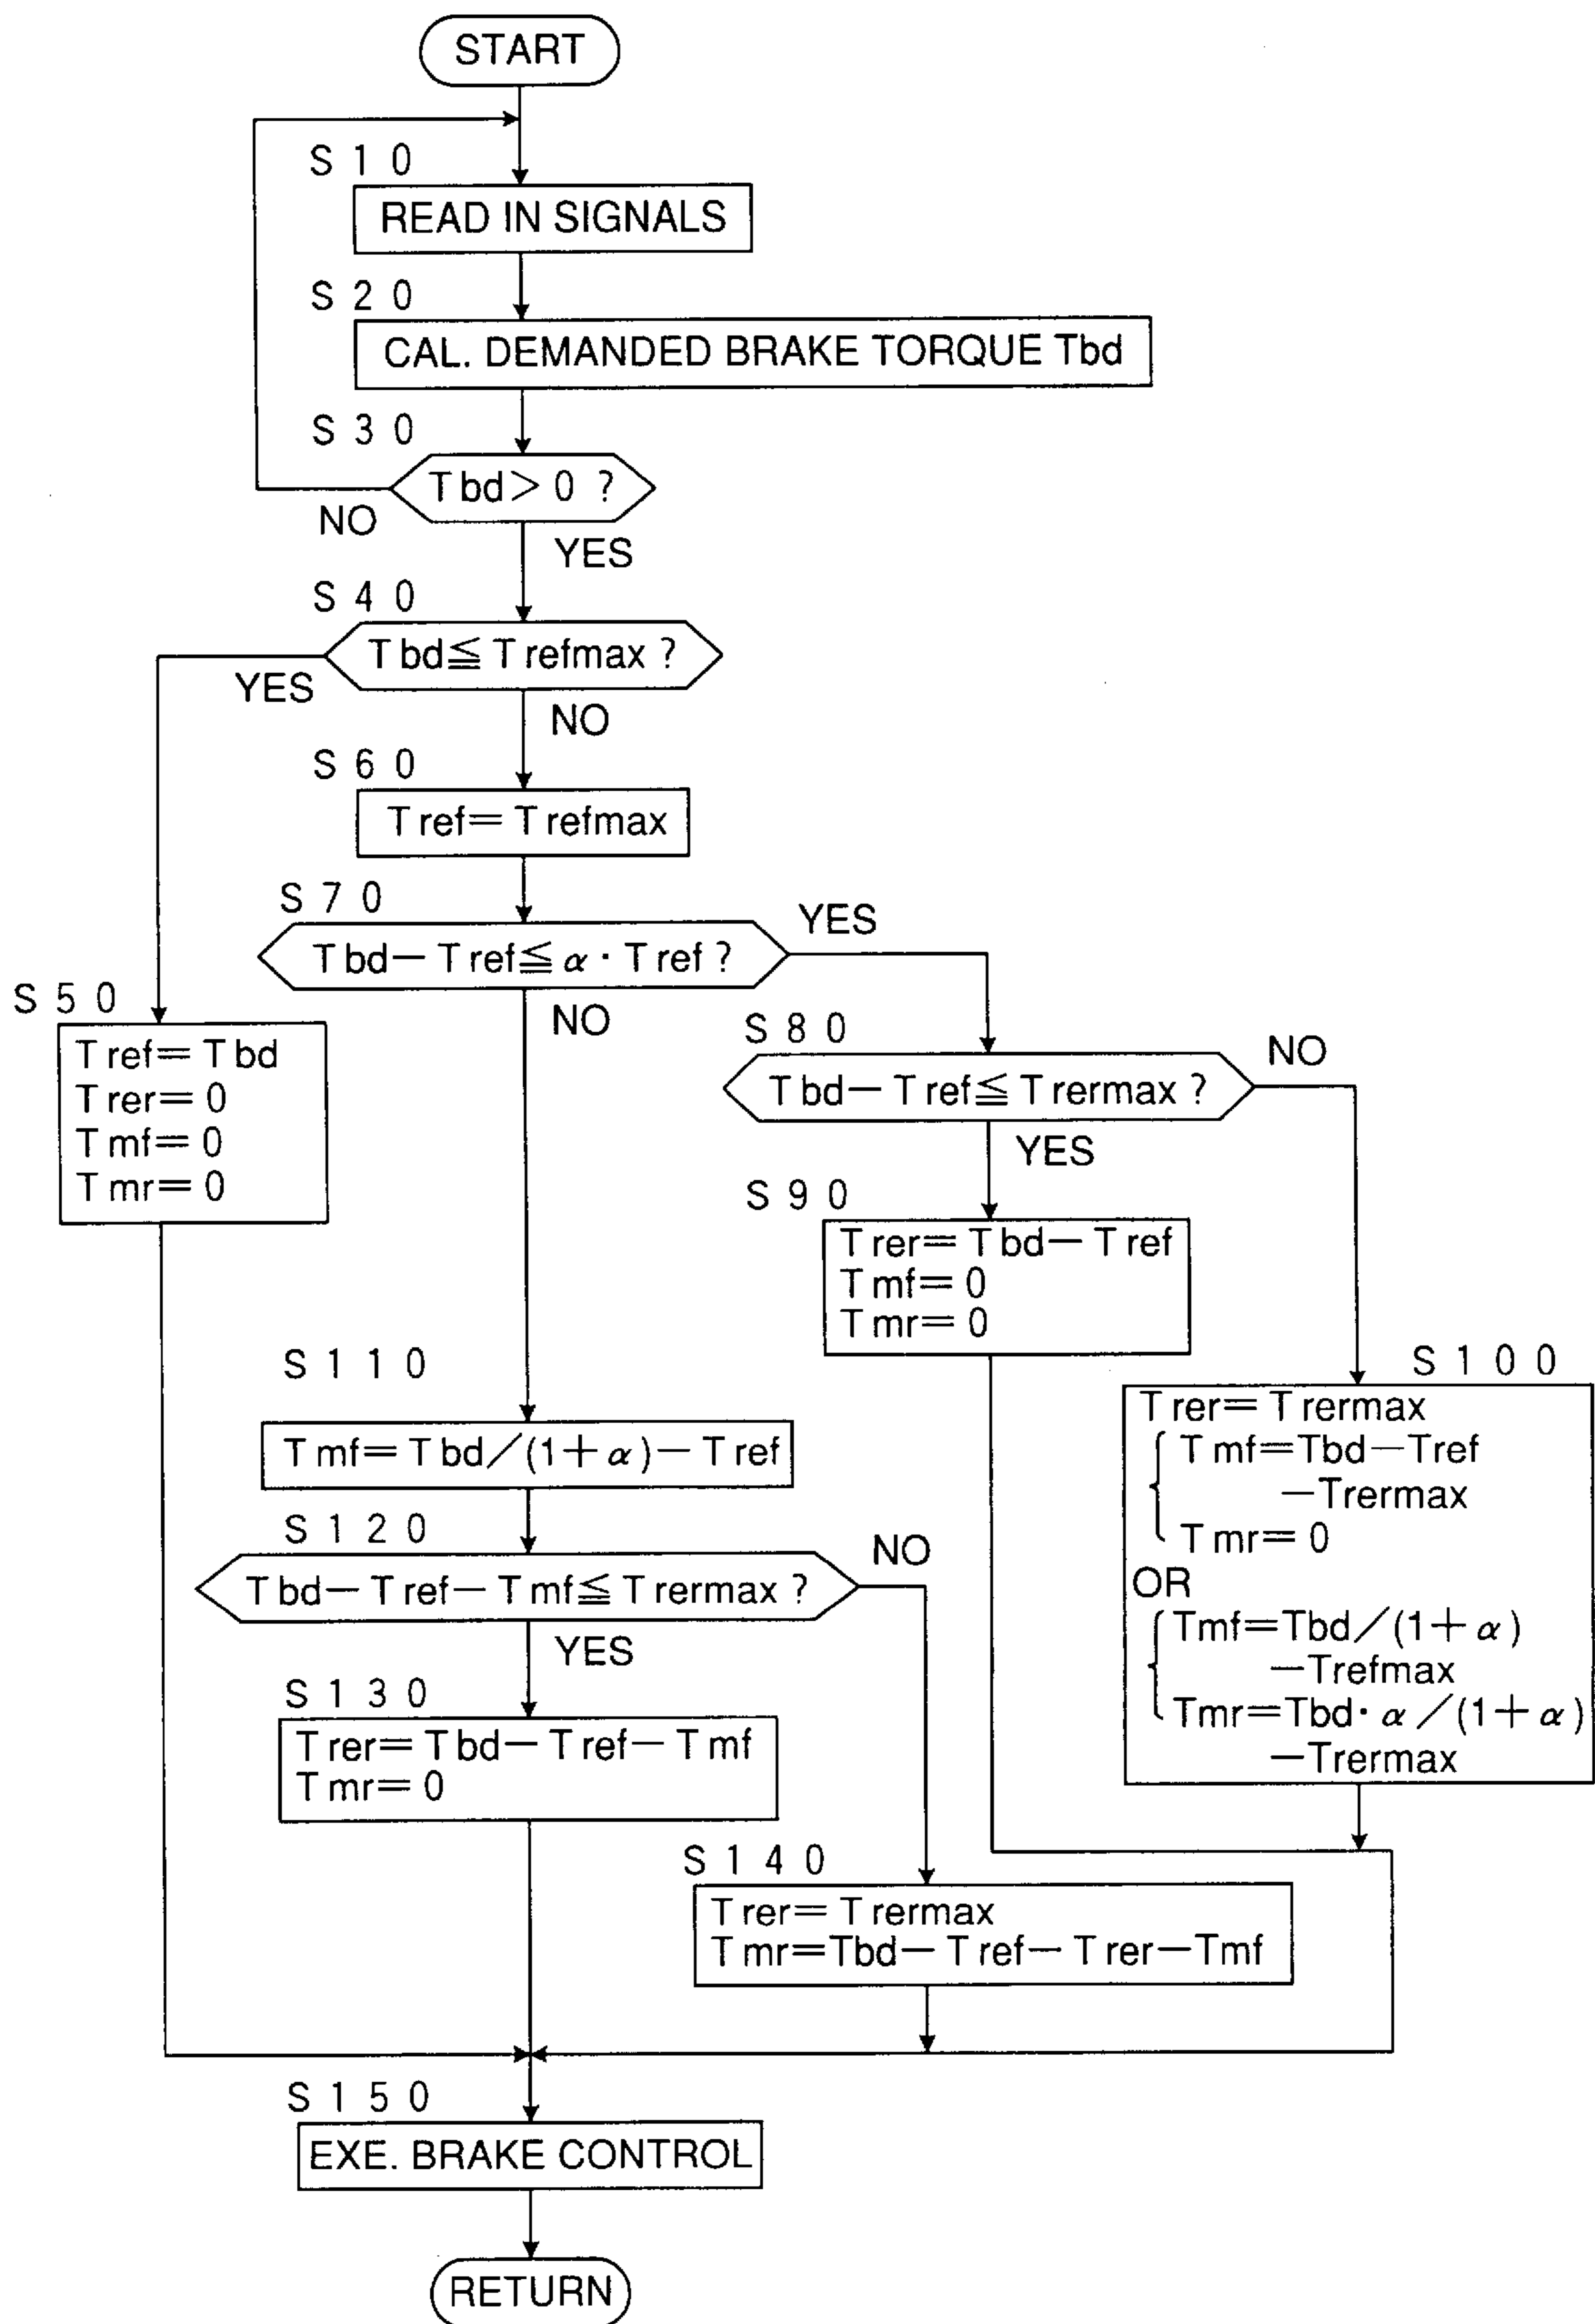 START
S10
READ IN SIGNALS
S20
CAL. DEMANDED BRAKE TORQUE Tbd
S30
Tbd>0 ?
NO
YES
S40
Tbd≦Trefmax ?
YES
NO
S60
Tref=Trefmax
S70
YES
Tbd−Tref≦α・Tref ?
NO
S50
Tref=Tbd
Trer=0
Tmf=0
Tmr=0
S80
NO
Tbd−Tref≦Trermax ?
YES
S90
Trer=Tbd−Tref
Tmf=0
Tmr=0
S100
Trer=Trermax
Tmf=Tbd−Tref
−Trermax
Tmr=0
OR
Tmf=Tbd/(1+α)
−Trefmax
Tmr=Tbd・α/(1+α)
−Trermax
S110
Tmf=Tbd/(1+α)−Tref
S120
NO
Tbd−Tref−Tmf≦Trermax ?
YES
S130
Trer=Tbd−Tref−Tmf
Tmr=0
S140
Trer=Trermax
Tmr=Tbd−Tref−Trer−Tmf
S150
EXE. BRAKE CONTROL
RETURN